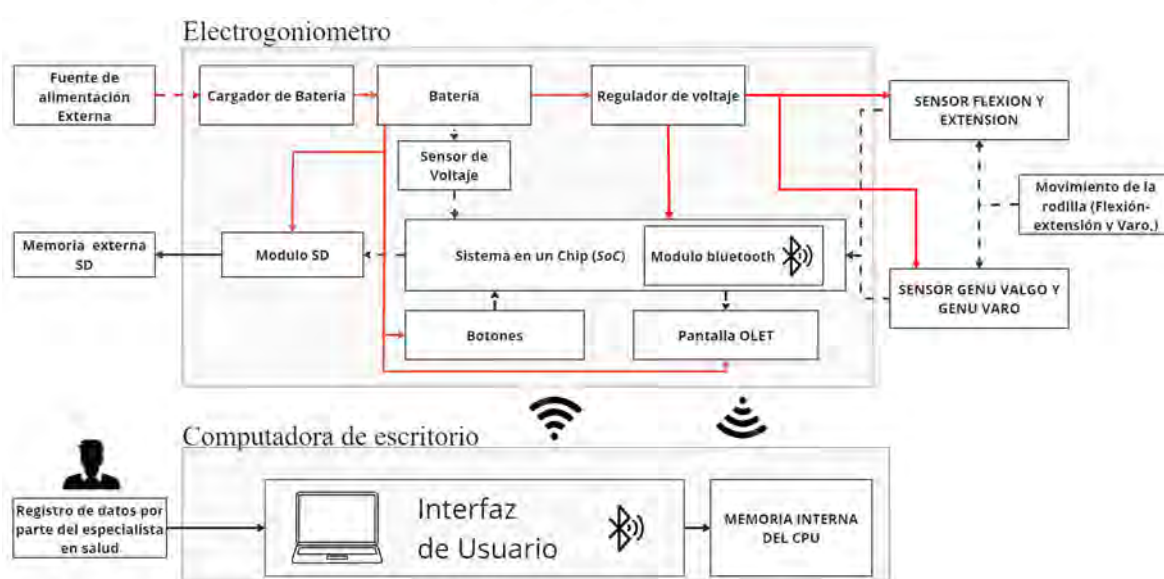 Electrogoniometro
Fuente de
alimentación
Externa
Cargador de Batería
Batería
Regulador de voltaje
SENSOR FLEXION Y
EXTENSION
Sensor de
Voltaje
Movimiento de la
rodilla (Flexión-
extensión y Varo,)
Memoria externa
SD
Modulo SD
Sistema en un Chip (SoC)
Modulo bluetooth
SENSOR GENU VALGO Y
GENU VARO
Botones
Pantalla OLET
Computadora de escritorio
Registro de datos por
parte del especialista
en salud
Interfaz
de Usuario
MEMORIA INTERNA
DEL CPU